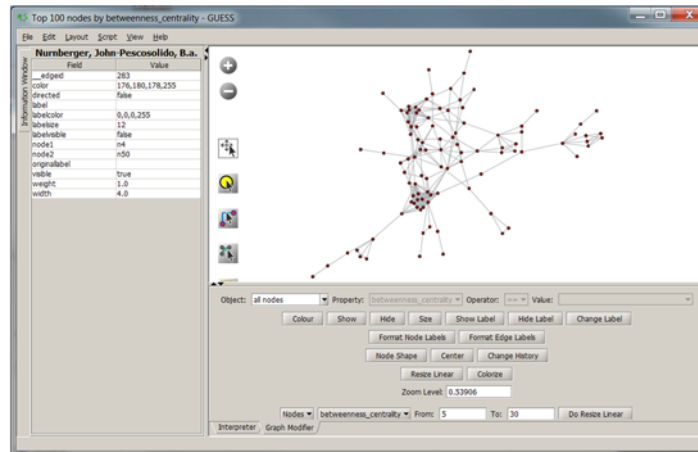 Top 100 nodes by betweenness_centrality - GUESS
File Edit Layout Script View Help
Information Window
Nurnberger, John-Pescosolido, B.a.
Field Value
__edgeid 283
color 176,180,178,255
directed false
label
labelcolor 0,0,0,255
labelsize 12
labelvisible false
node1 n4
node2 n50
originallabel
visible true
weight 1.0
width 4.0
Object: all nodes Property: betweenness_centrality Operator: == Value:
Colour Show Hide Size Show Label Hide Label Change Label
Format Node Labels Format Edge Labels
Node Shape Center Change History
Resize Linear Colorize
Zoom Level: 0.53906
Nodes betweenness_centrality From: 5 To: 30 Do Resize Linear
Interpreter Graph Modifier